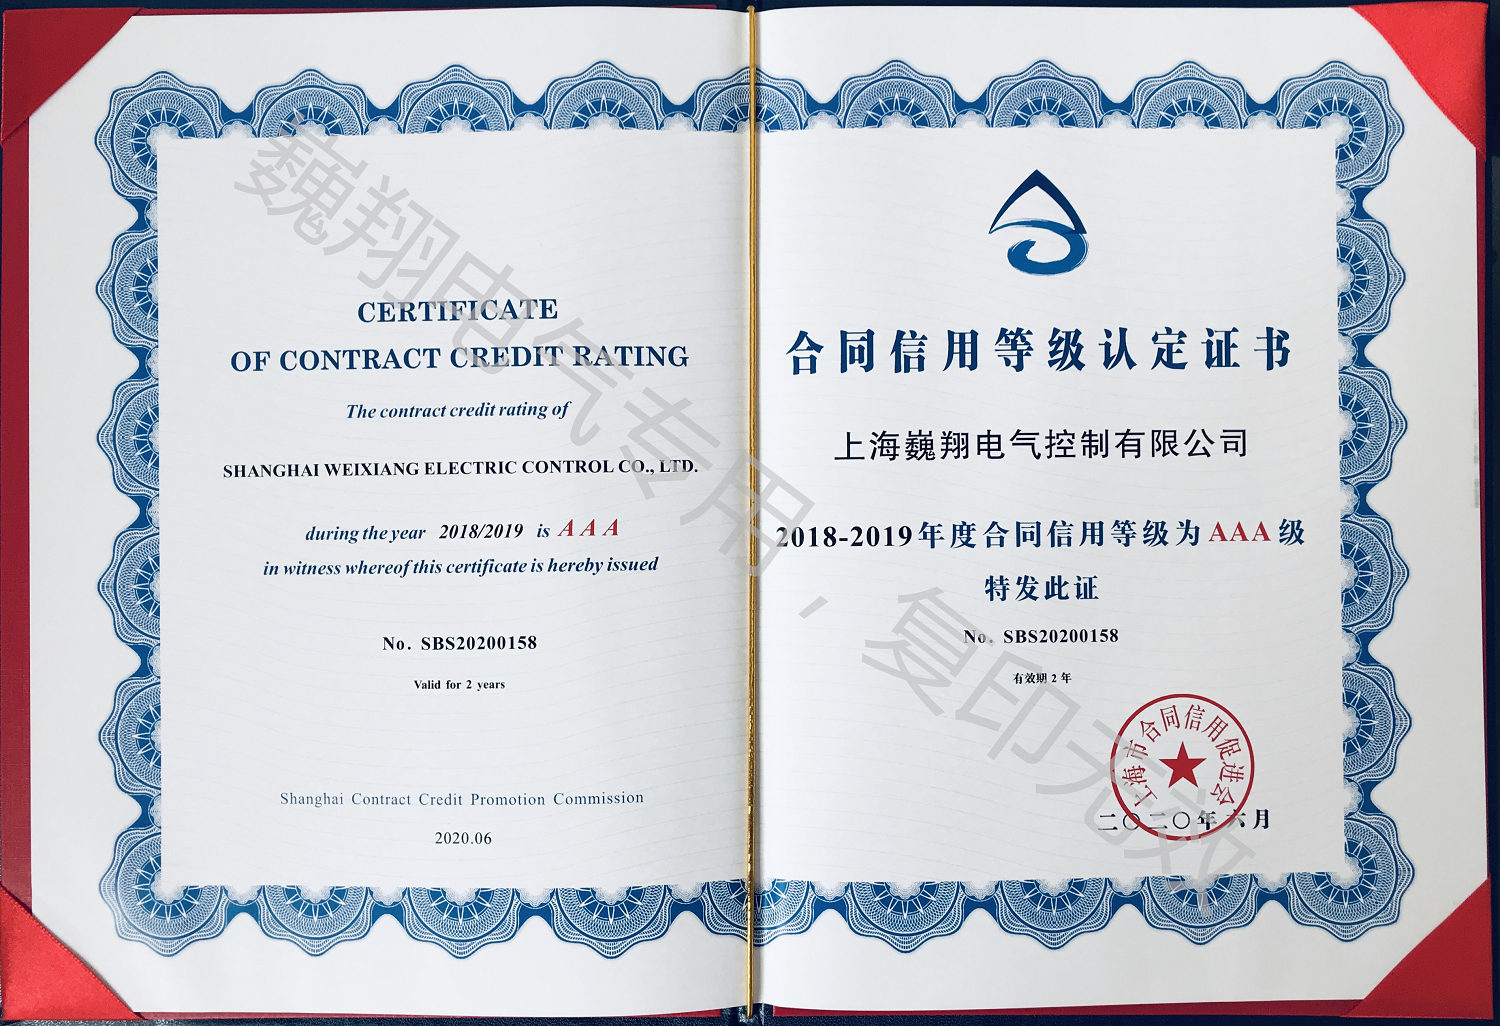 CERTIFICATE
OF CONTRACT CREDIT RATING
The contract credit rating of
SHANGHAI WEIXIANG ELECTRIC CONTROL CO., LTD.
during the year 2018/2019 is AAA
in witness whereof this certificate is hereby issued
No. SBS20200158
Valid for 2 years
Shanghai Contract Credit Promotion Commission
2020.06
合同信用等级认定证书
上海巍翔电气控制有限公司
2018-2019年度合同信用等级为AAA级
特发此证
No. SBS20200158
有效期 2 年
上海市合同信用促进会
二〇二〇年六月
巍翔电气专用,复印无效